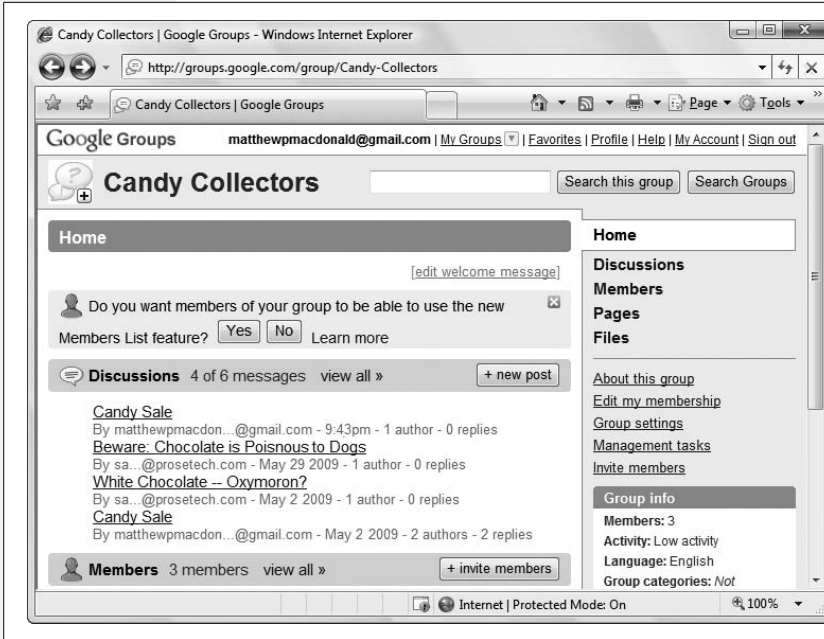 Candy Collectors | Google Groups - Windows Internet Explorer
http://groups.google.com/group/Candy-Collectors
Candy Collectors | Google Groups
Page
Tools
Google Groups
matthewpmacdonald@gmail.com | My Groups | Favorites | Profile | Help | My Account | Sign out
Candy Collectors
Search this group
Search Groups
Home
[edit welcome message]
Do you want members of your group to be able to use the new
Members List feature? Yes No Learn more
Discussions 4 of 6 messages view all »
+ new post
Candy Sale
By matthewpmacdon...@gmail.com - 9:43pm - 1 author - 0 replies
Beware: Chocolate is Poisnous to Dogs
By sa...@prosetech.com - May 29 2009 - 1 author - 0 replies
White Chocolate -- Oxymoron?
By sa...@prosetech.com - May 2 2009 - 1 author - 0 replies
Candy Sale
By matthewpmacdon...@gmail.com - May 2 2009 - 2 authors - 2 replies
Members 3 members view all »
+ invite members
Home
Discussions
Members
Pages
Files
About this group
Edit my membership
Group settings
Management tasks
Invite members
Group info
Members: 3
Activity: Low activity
Language: English
Group categories: Not
Internet | Protected Mode: On
100%